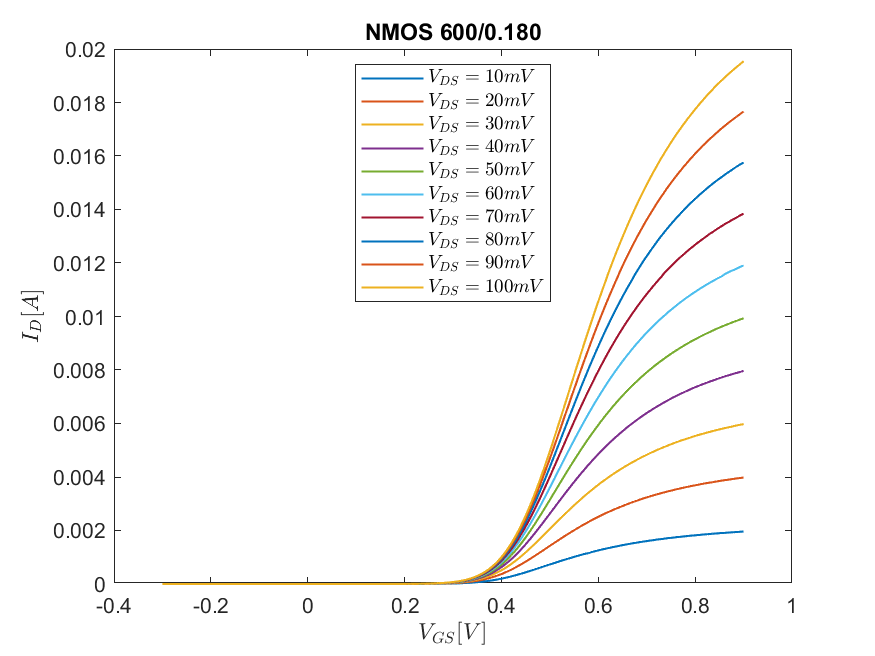 NMOS 600/0.180
0.02
0.018
0.016
0.014
0.012
0.01
0.008
0.006
0.004
0.002
0
I_D[A]
V_DS = 10mV
V_DS = 20mV
V_DS = 30mV
V_DS = 40mV
V_DS = 50mV
V_DS = 60mV
V_DS = 70mV
V_DS = 80mV
V_DS = 90mV
V_DS = 100mV
-0.4 -0.2 0 0.2 0.4 0.6 0.8 1
V_GS[V]